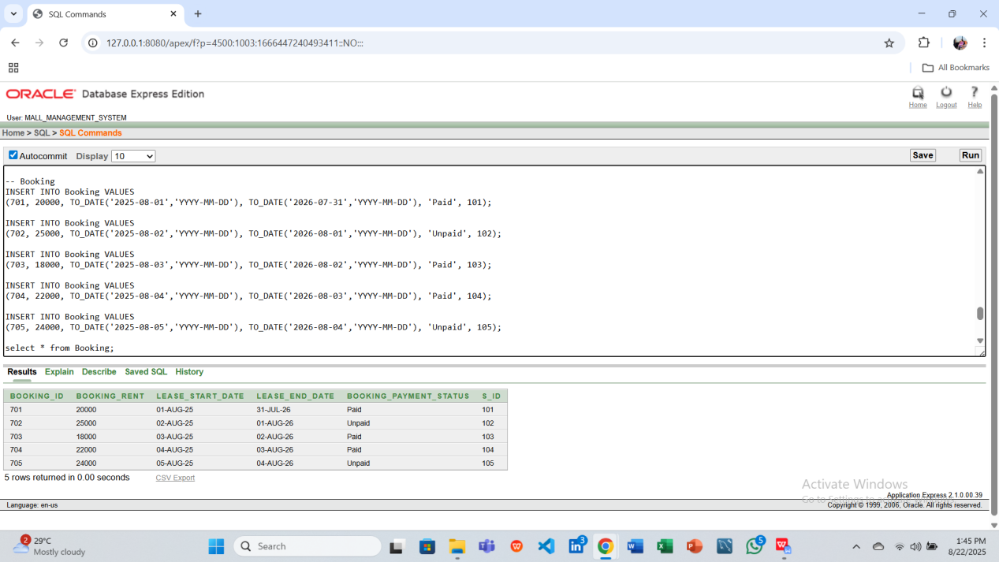 SQL Commands
127.0.0.1:8080/apex/f?p=4500:1003:1666447240493411::NO:::
All Bookmarks
ORACLE Database Express Edition
Home Logout Help
User: MALL_MANAGEMENT_SYSTEM
Home > SQL > SQL Commands
Autocommit Display 10 Save Run
-- Booking
INSERT INTO Booking VALUES
(701, 20000, TO_DATE('2025-08-01','YYYY-MM-DD'), TO_DATE('2026-07-31','YYYY-MM-DD'), 'Paid', 101);
INSERT INTO Booking VALUES
(702, 25000, TO_DATE('2025-08-02','YYYY-MM-DD'), TO_DATE('2026-08-01','YYYY-MM-DD'), 'Unpaid', 102);
INSERT INTO Booking VALUES
(703, 18000, TO_DATE('2025-08-03','YYYY-MM-DD'), TO_DATE('2026-08-02','YYYY-MM-DD'), 'Paid', 103);
INSERT INTO Booking VALUES
(704, 22000, TO_DATE('2025-08-04','YYYY-MM-DD'), TO_DATE('2026-08-03','YYYY-MM-DD'), 'Paid', 104);
INSERT INTO Booking VALUES
(705, 24000, TO_DATE('2025-08-05','YYYY-MM-DD'), TO_DATE('2026-08-04','YYYY-MM-DD'), 'Unpaid', 105);
select * from Booking;
Results Explain Describe Saved SQL History
BOOKING_ID BOOKING_RENT LEASE_START_DATE LEASE_END_DATE BOOKING_PAYMENT_STATUS S_ID
701 20000 01-AUG-25 31-JUL-26 Paid 101
702 25000 02-AUG-25 01-AUG-26 Unpaid 102
703 18000 03-AUG-25 02-AUG-26 Paid 103
704 22000 04-AUG-25 03-AUG-26 Paid 104
705 24000 05-AUG-25 04-AUG-26 Unpaid 105
5 rows returned in 0.00 seconds CSV Export
Activate Windows
Application Express 2.1.0.00.39
Go to Settings to
Language: en-us Copyright © 1999, 2006, Oracle. All rights reserved.
2 29°C
Mostly cloudy
Search
3
5
1:45 PM
8/22/2025